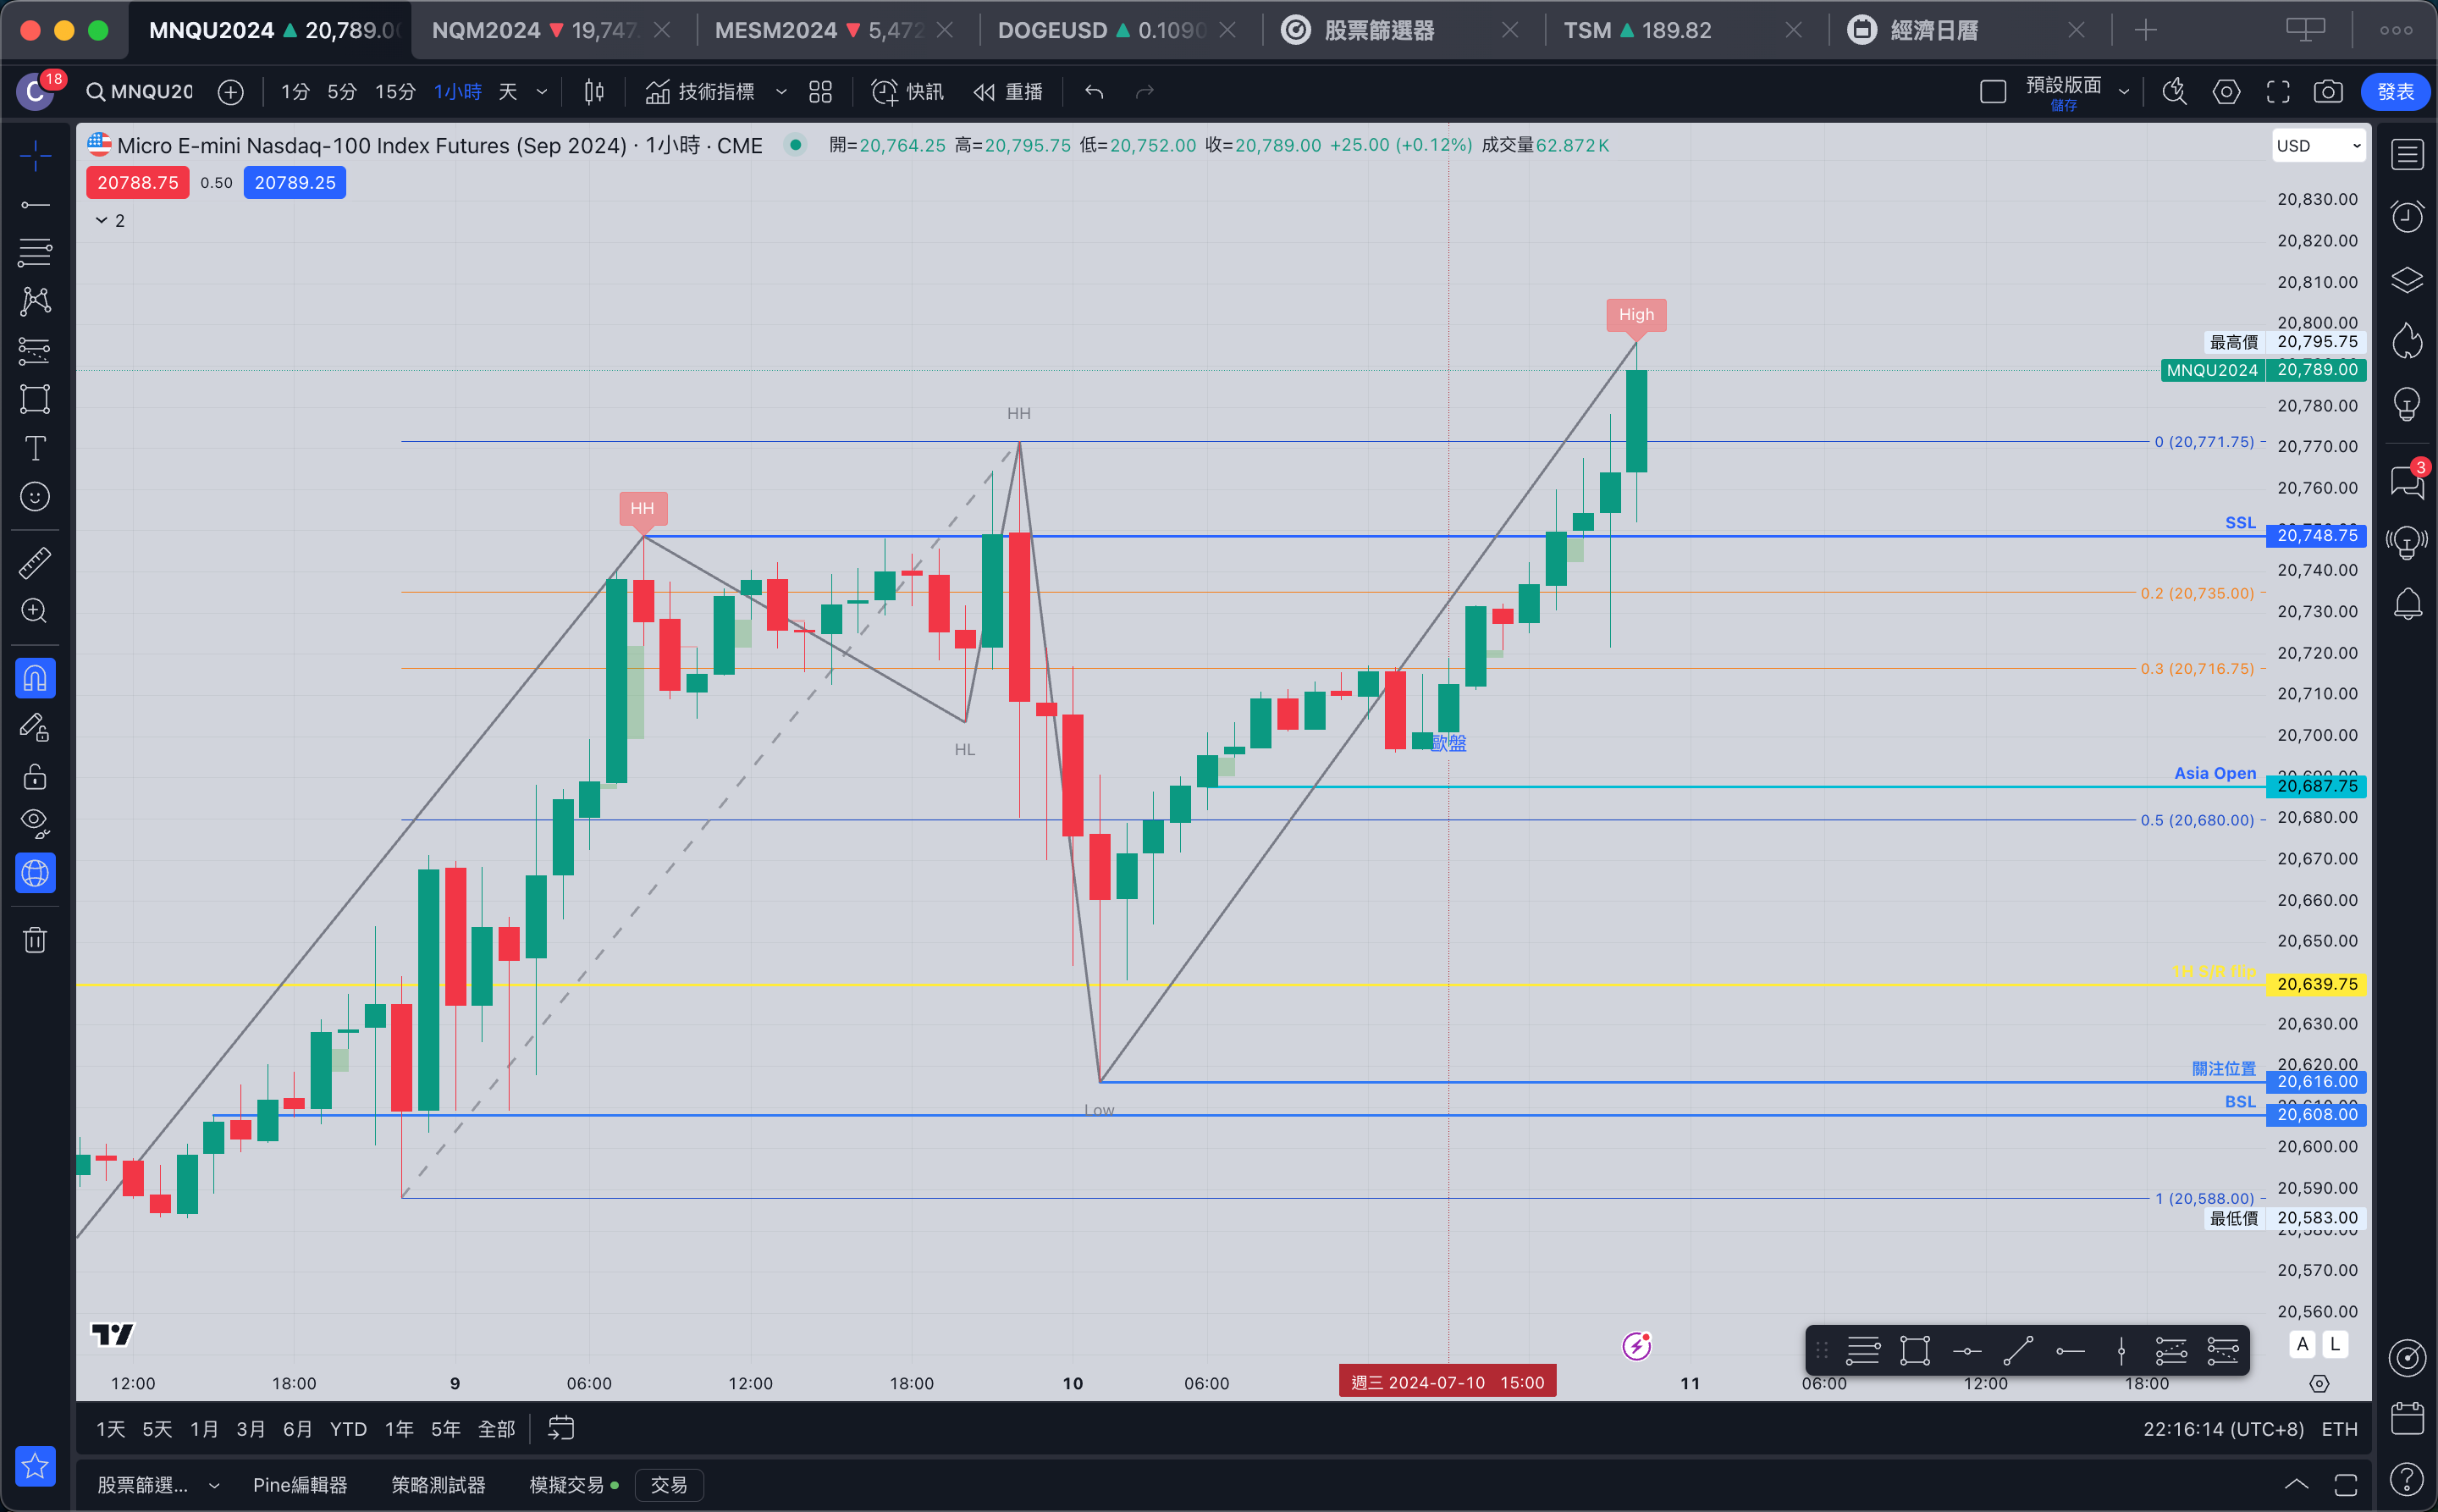 MNQU2024 ▲ 20,789.0 NQM2024 ▼ 19,747. MESM2024 ▼ 5,472 DOGEUSD ▲ 0.1090 股票篩選器 TSM ▲ 189.82 經濟日曆
C 18 MNQU20 1分 5分 15分 1小時 天 技術指標 快訊 重播 預設版面 發表
儲存
Micro E-mini Nasdaq-100 Index Futures (Sep 2024) · 1小時 · CME 開=20,764.25 高=20,795.75 低=20,752.00 收=20,789.00 +25.00 (+0.12%) 成交量62.872K USD
20788.75 0.50 20789.25
2
20,830.00
20,820.00
20,810.00
High
20,800.00
最高價 20,795.75
MNQU2024 20,789.00
20,780.00
HH
0 (20,771.75)
20,770.00
3
20,760.00
HH
SSL
20,748.75
20,740.00
0.2 (20,735.00)
20,730.00
20,720.00
0.3 (20,716.75)
20,710.00
20,700.00
歐盤
HL
Asia Open
20,687.75
0.5 (20,680.00) 20,680.00
20,670.00
20,660.00
20,650.00
1H S/R flip
20,639.75
20,630.00
20,620.00
關注位置
20,616.00
BSL
Low
20,608.00
20,600.00
20,590.00
1 (20,588.00)
最低價 20,583.00
20,580.00
20,570.00
20,560.00
A L
12:00 18:00 9 06:00 12:00 18:00 10 06:00 週三 2024-07-10 15:00 11 06:00 12:00 18:00
1天 5天 1月 3月 6月 YTD 1年 5年 全部 22:16:14 (UTC+8) ETH
股票篩選... Pine編輯器 策略測試器 模擬交易 交易